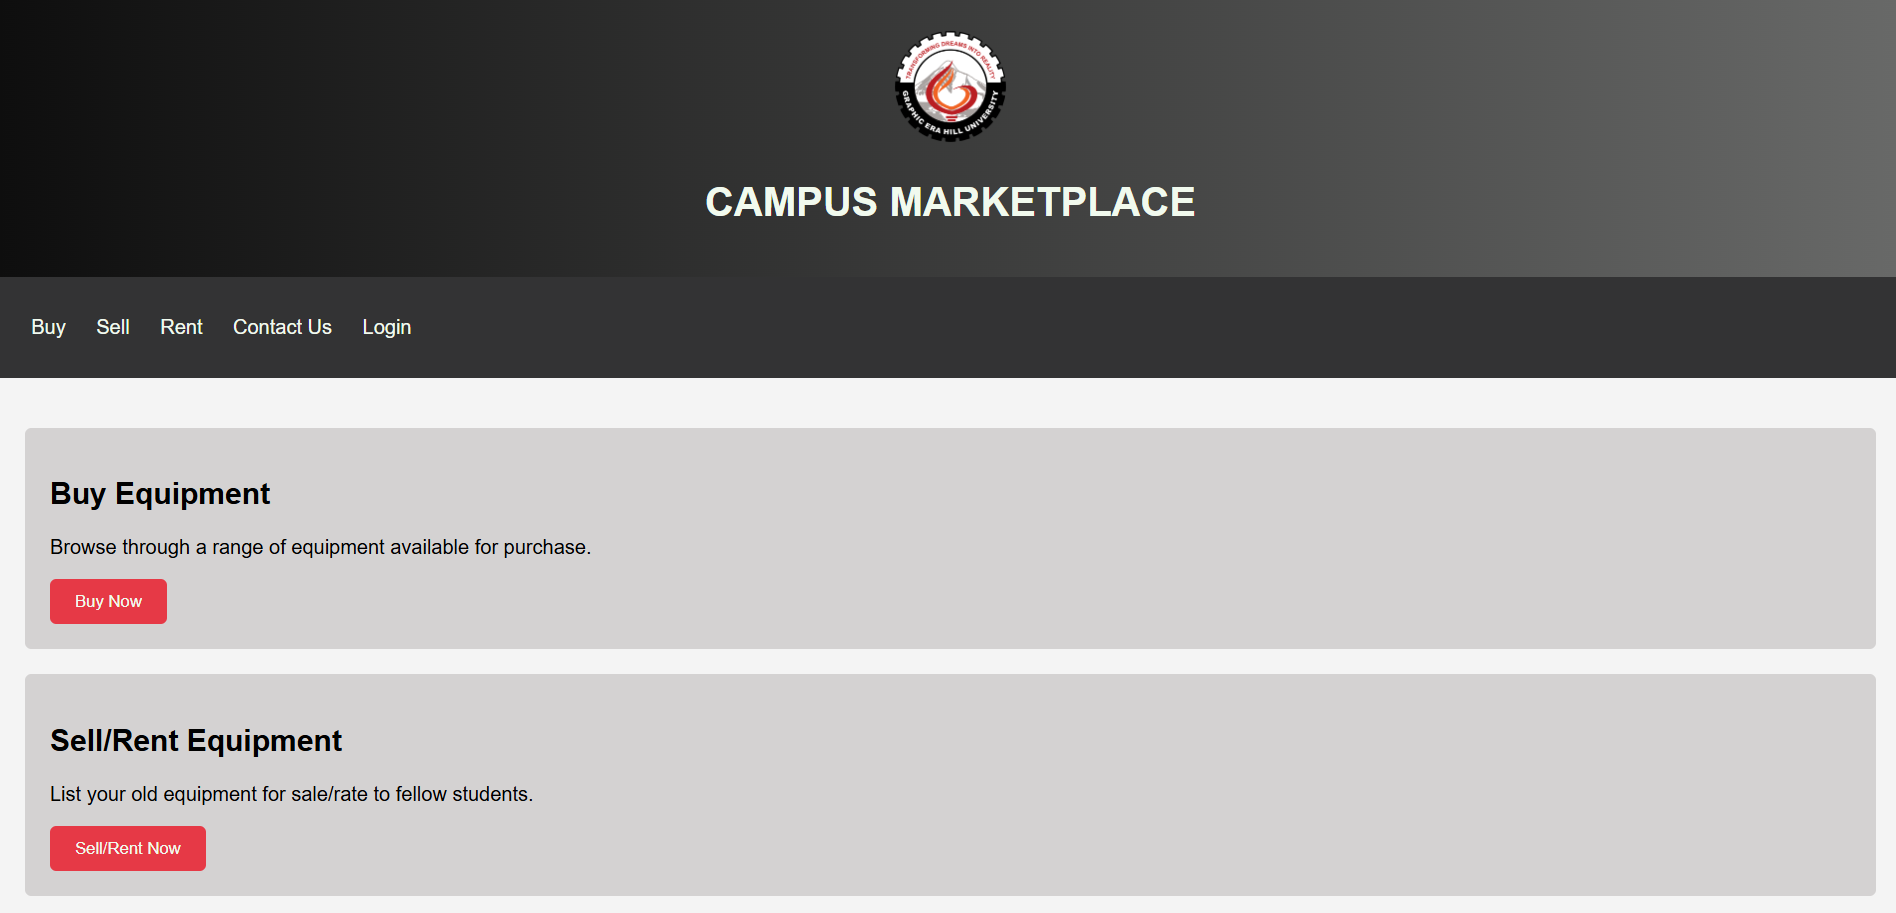 TRANSFORMING DREAMS INTO REALITY
GRAPHIC ERA HILL UNIVERSITY
CAMPUS MARKETPLACE
Buy Sell Rent Contact Us Login
Buy Equipment
Browse through a range of equipment available for purchase.
Buy Now
Sell/Rent Equipment
List your old equipment for sale/rate to fellow students.
Sell/Rent Now